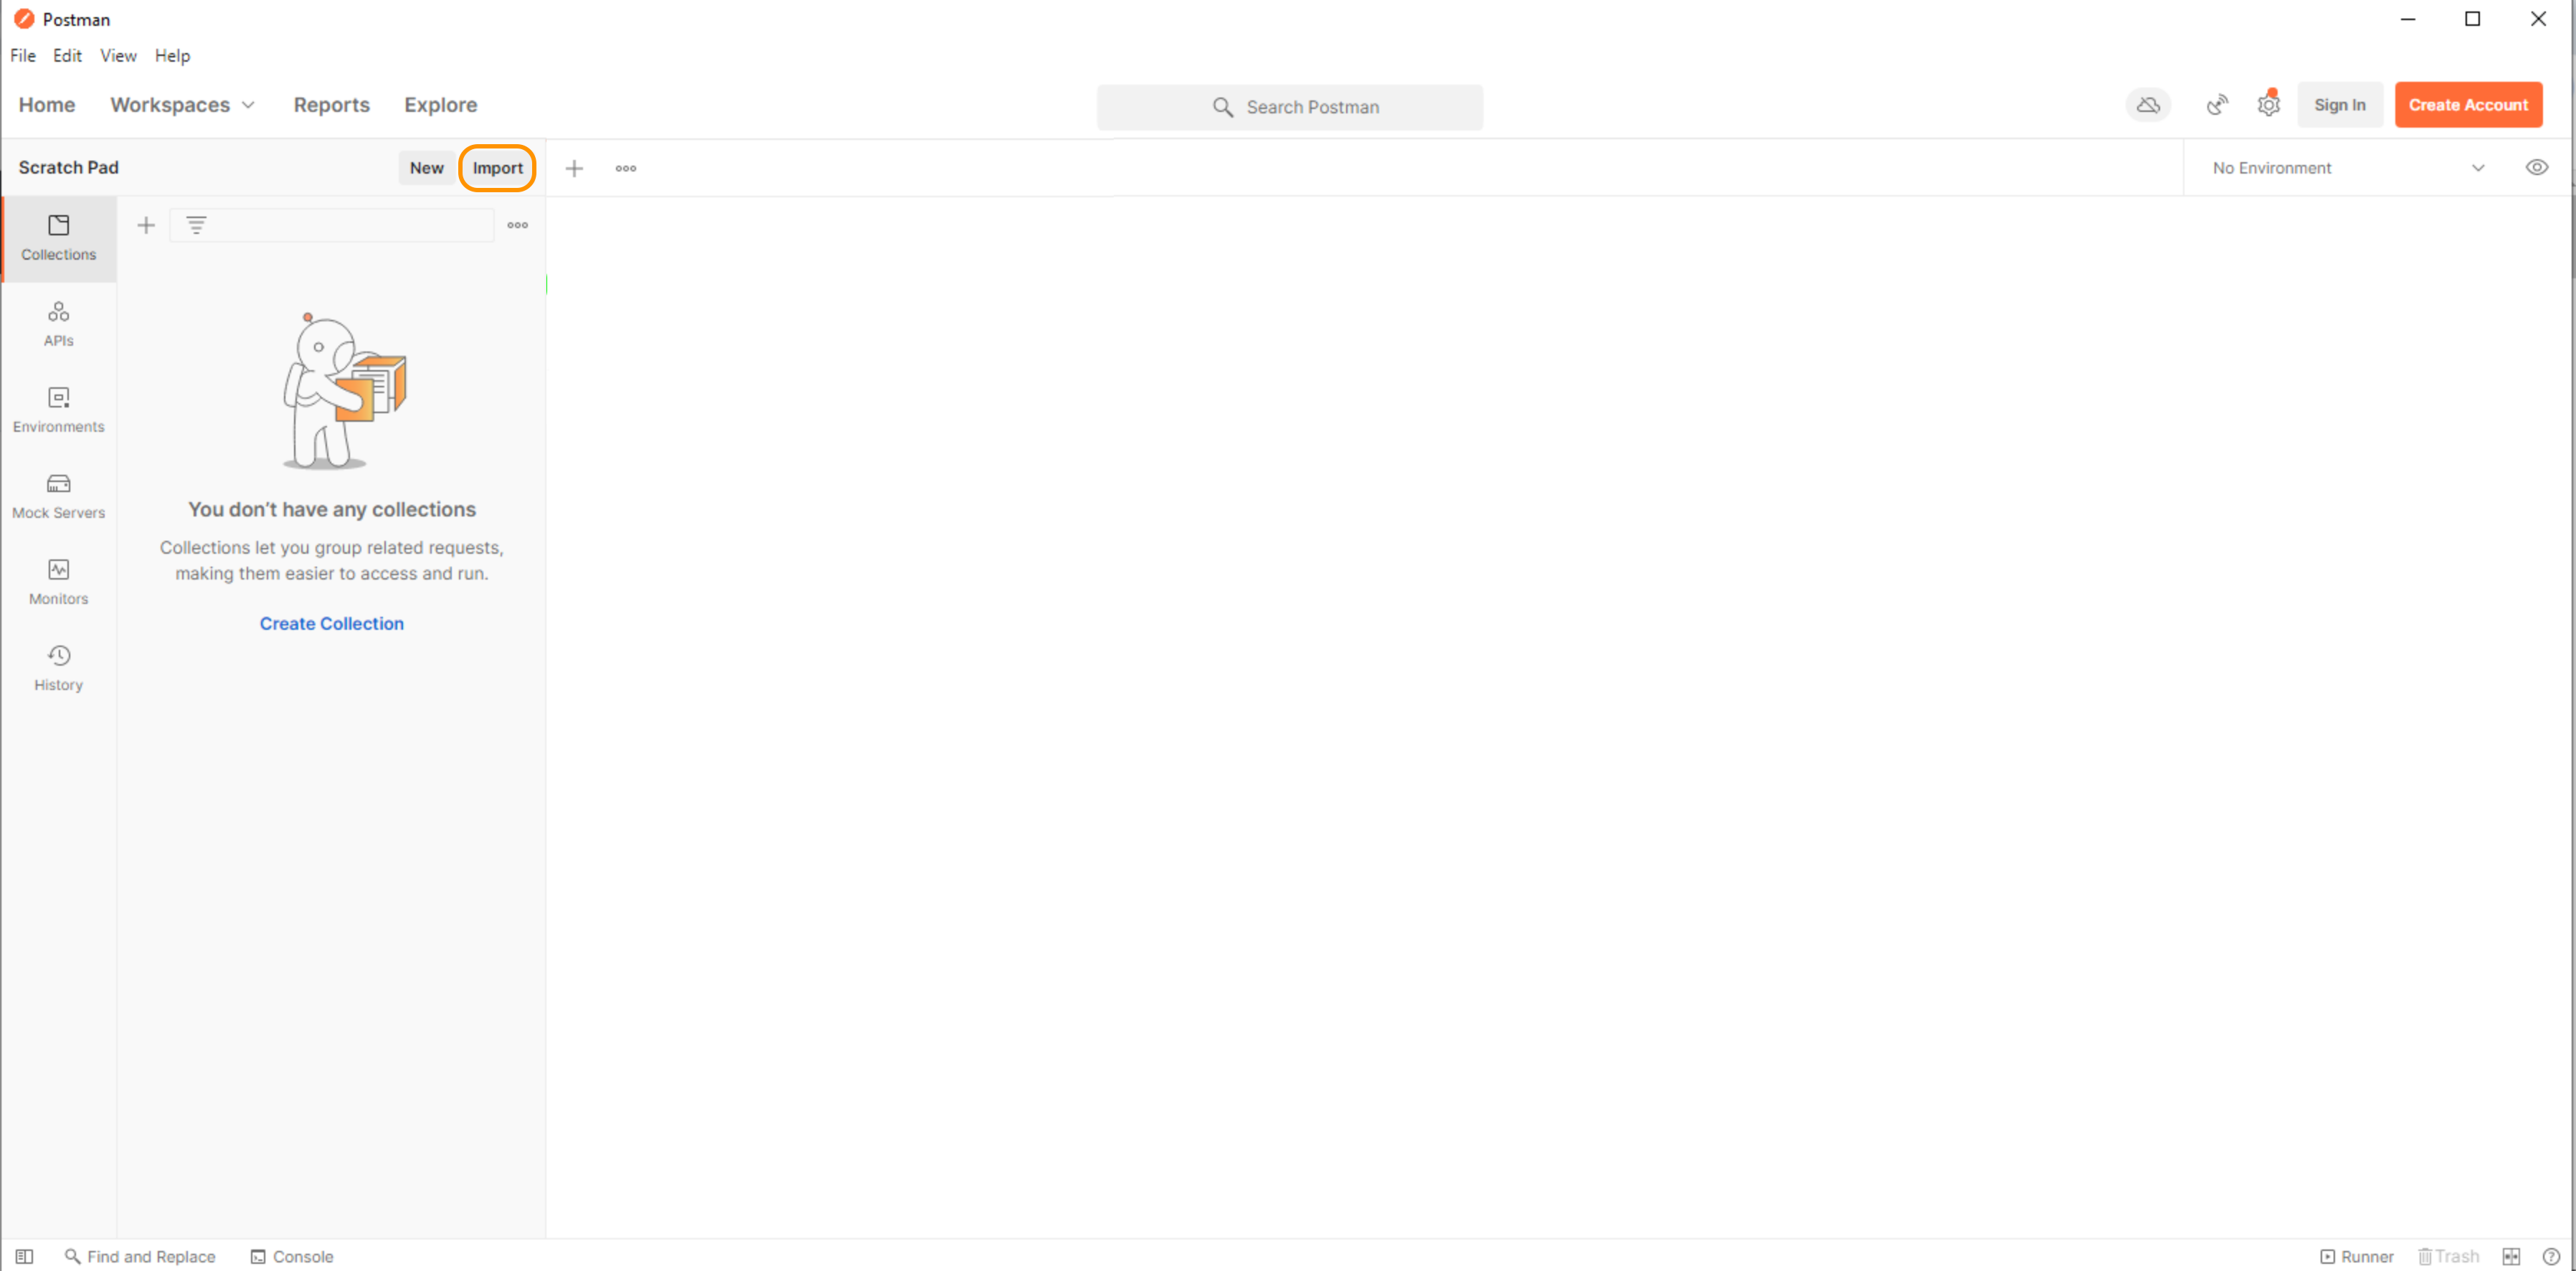 Postman
File Edit View Help
Home Workspaces Reports Explore
Search Postman
Sign In
Create Account
Scratch Pad
New
Import
No Environment
Collections
APIs
Environments
Mock Servers
Monitors
History
You don't have any collections
Collections let you group related requests,
making them easier to access and run.
Create Collection
Find and Replace
Console
Runner
Trash